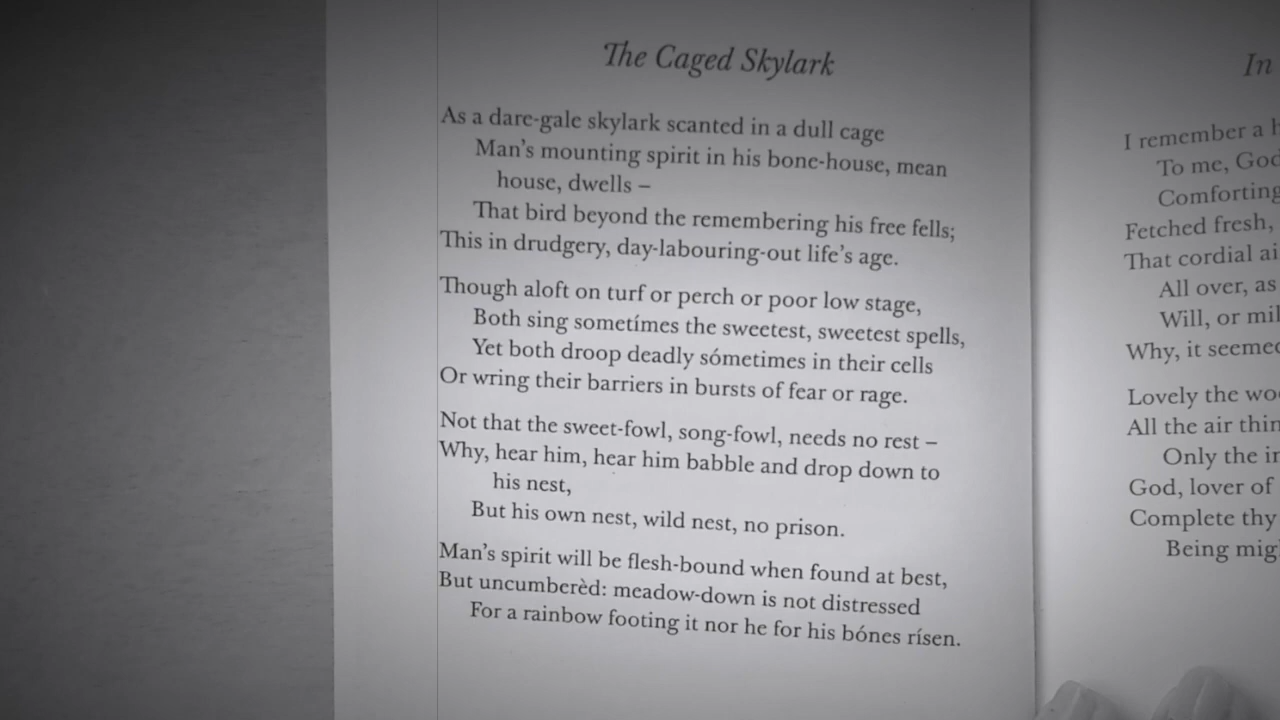 The Caged Skylark
As a dare-gale skylark scanted in a dull cage
Man's mounting spirit in his bone-house, mean
house, dwells –
That bird beyond the remembering his free fells;
This in drudgery, day-labouring-out life's age.
Though aloft on turf or perch or poor low stage,
Both sing sometímes the sweetest, sweetest spells,
Yet both droop deadly sómetimes in their cells
Or wring their barriers in bursts of fear or rage.
Not that the sweet-fowl, song-fowl, needs no rest –
Why, hear him, hear him babble and drop down to
his nest,
But his own nest, wild nest, no prison.
Man's spirit will be flesh-bound when found at best,
But uncumberèd: meadow-down is not distressed
For a rainbow footing it nor he for his bónes rísen.
In
I remember a
To me, God
Comforting
Fetched fresh,
That cordial
All over, as
Will, or
Why, it
Lovely the
All the air
Only the
God, lover of
Complete thy
Being